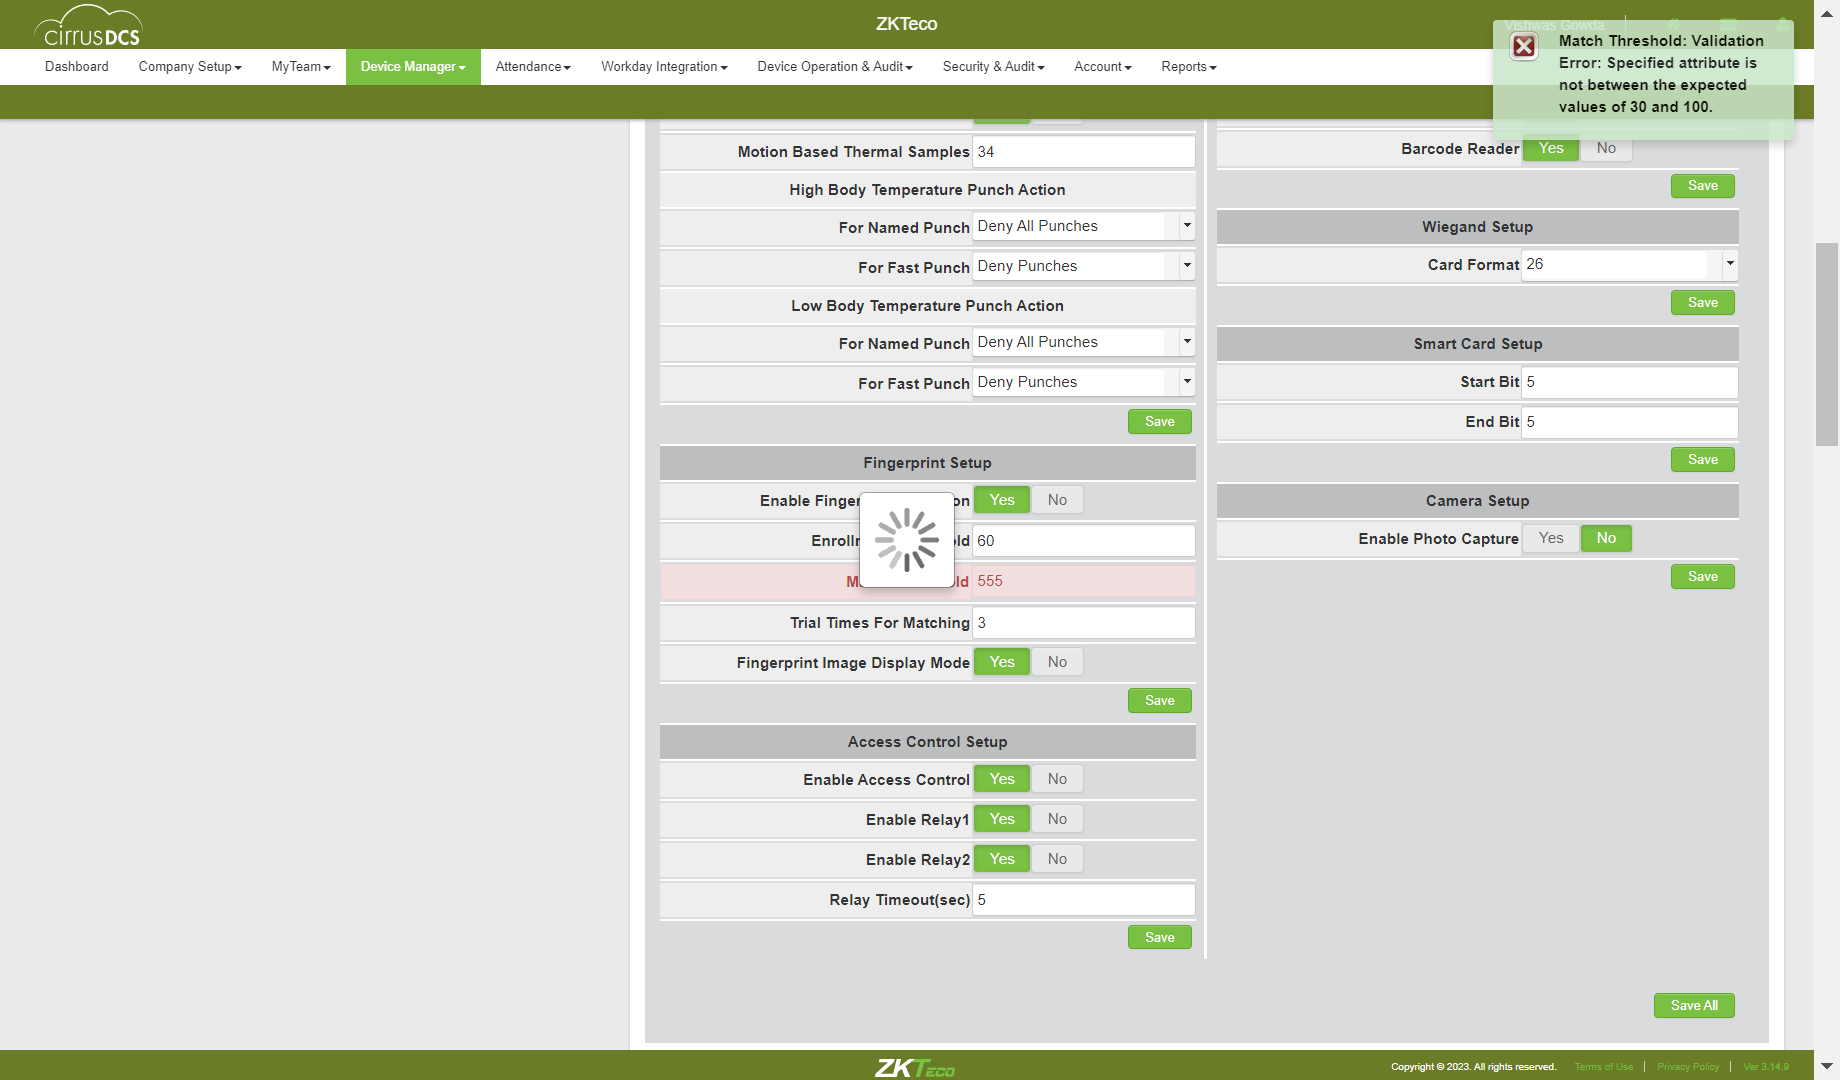 cirrusDCS
ZKTeco
Vishwas Gowda
Dashboard
Company Setup
MyTeam
Device Manager
Attendance
Workday Integration
Device Operation & Audit
Security & Audit
Account
Reports
Match Threshold: Validation
Error: Specified attribute is
not between the expected
values of 30 and 100.
Motion Based Thermal Samples 34
High Body Temperature Punch Action
For Named Punch Deny All Punches
For Fast Punch Deny Punches
Low Body Temperature Punch Action
For Named Punch Deny All Punches
For Fast Punch Deny Punches
Save
Fingerprint Setup
Enable Yes No
60
555
Trial Times For Matching 3
Fingerprint Image Display Mode Yes No
Save
Access Control Setup
Enable Access Control Yes No
Enable Relay1 Yes No
Enable Relay2 Yes No
Relay Timeout(sec) 5
Save
Barcode Reader Yes No
Save
Wiegand Setup
Card Format 26
Save
Smart Card Setup
Start Bit 5
End Bit 5
Save
Camera Setup
Enable Photo Capture Yes No
Save
Save All
ZKTeco
Copyright © 2023. All rights reserved.
Terms of Use
Privacy Policy
Ver 3.14.9